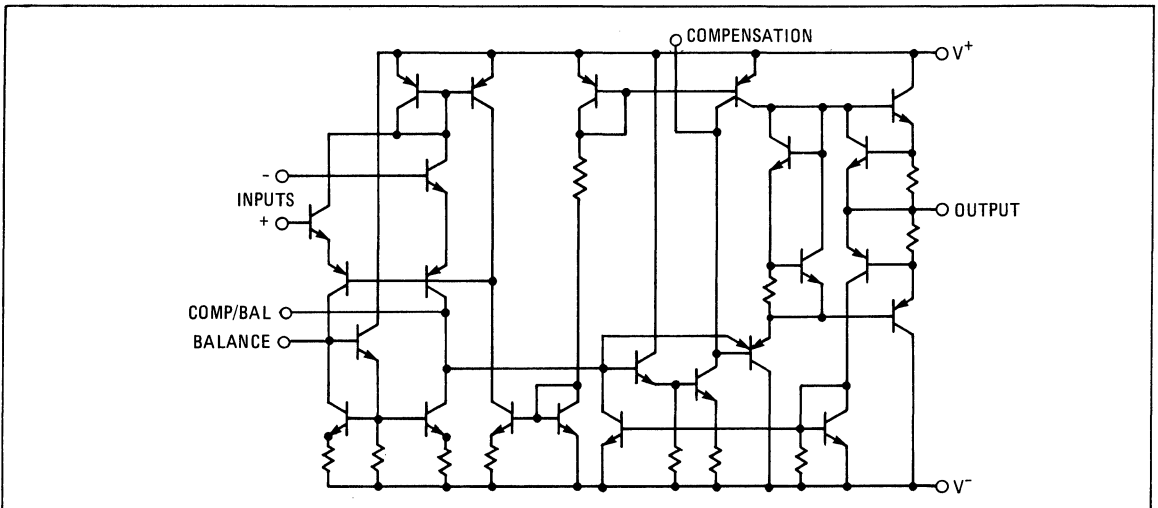 COMPENSATION
V+
-
INPUTS
+
OUTPUT
COMP/BAL
BALANCE
V-